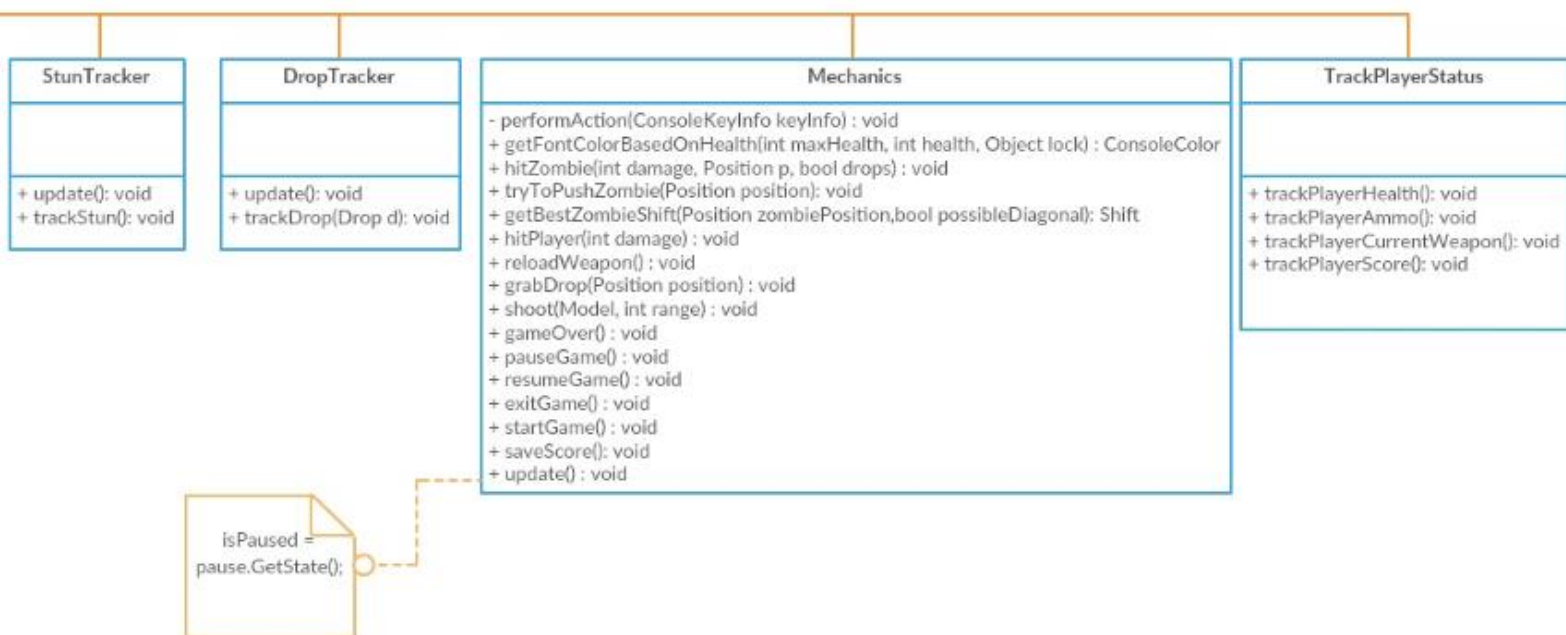 StunTracker
+ update(): void
+ trackStun(): void
DropTracker
+ update(): void
+ trackDrop(Drop d): void
Mechanics
- performAction(ConsoleKeyInfo keyInfo) : void
+ getFontColorBasedOnHealth(int maxHealth, int health, Object lock) : ConsoleColor
+ hitZombie(int damage, Position p, bool drops) : void
+ tryToPushZombie(Position position): void
+ getBestZombieShift(Position zombiePosition,bool possibleDiagonal): Shift
+ hitPlayer(int damage) : void
+ reloadWeapon() : void
+ grabDrop(Position position) : void
+ shoot(Model, int range) : void
+ gameOver() : void
+ pauseGame() : void
+ resumeGame() : void
+ exitGame() : void
+ startGame() : void
+ saveScore(): void
+ update() : void
TrackPlayerStatus
+ trackPlayerHealth(): void
+ trackPlayerAmmo(): void
+ trackPlayerCurrentWeapon(): void
+ trackPlayerScore(): void
isPaused =
pause.GetState();